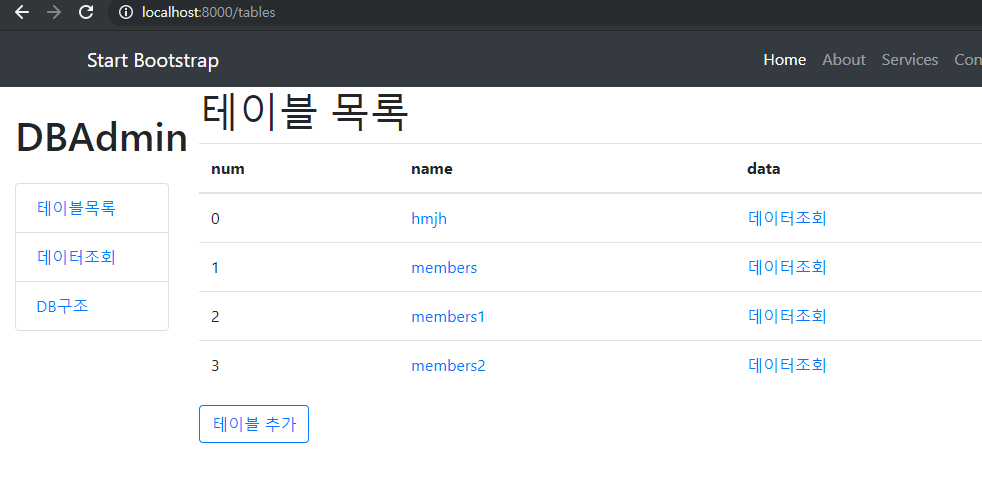 localhost:8000/tables
Start Bootstrap Home About Services Con
DBAdmin
테이블목록
데이터조회
DB구조
테이블 목록
num name data
0 hmjh 데이터조회
1 members 데이터조회
2 members1 데이터조회
3 members2 데이터조회
테이블 추가